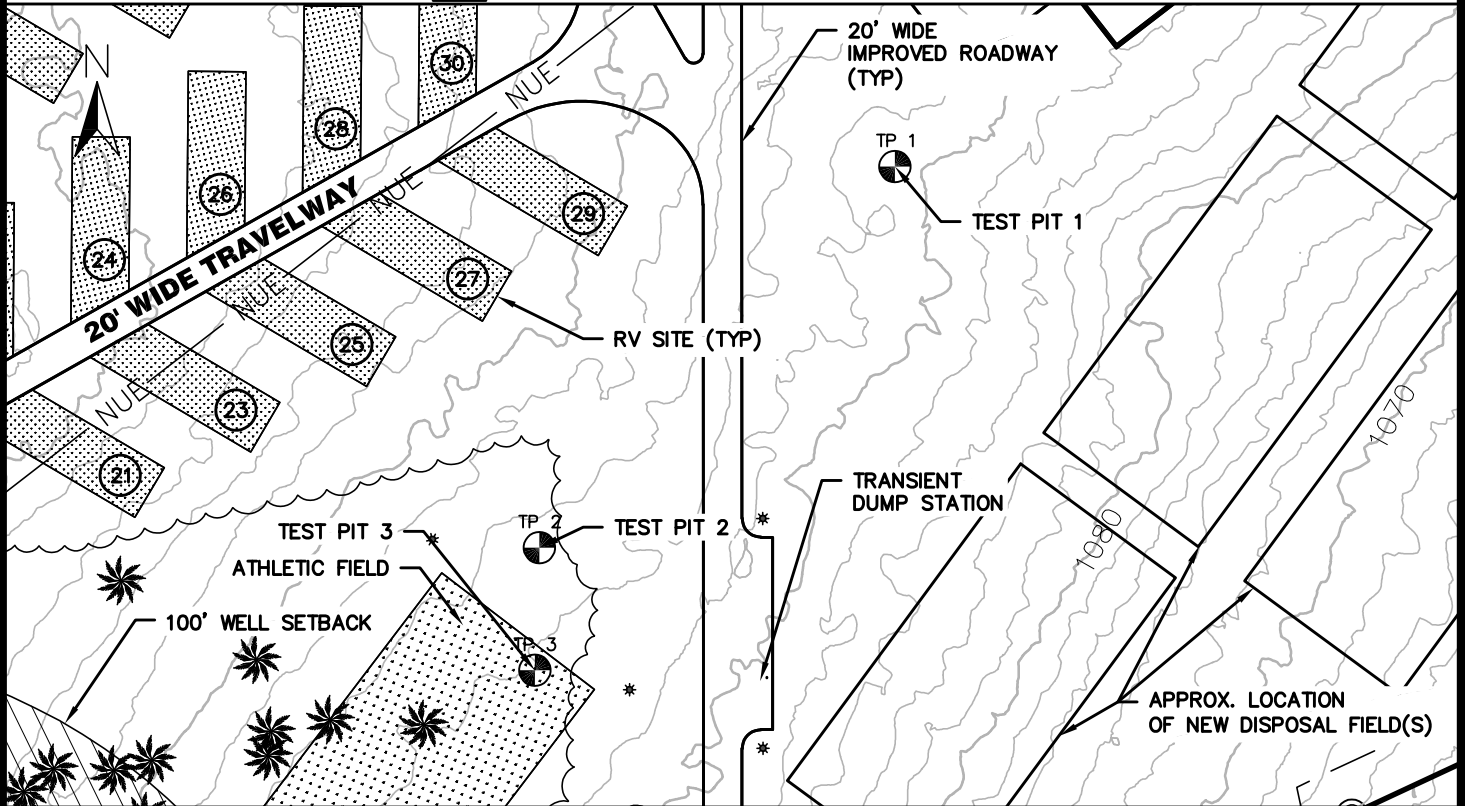 N
30
NUE
20' WIDE
IMPROVED ROADWAY
(TYP)
28
TP 1
26
NUE
29
TEST PIT 1
24
20' WIDE TRAVELWAY
27
NUE
RV SITE (TYP)
25
NUE
23
1070
21
TRANSIENT
DUMP STATION
TEST PIT 3
TP 2
TEST PIT 2
1080
ATHLETIC FIELD
100' WELL SETBACK
TP 3
APPROX. LOCATION
OF NEW DISPOSAL FIELD(S)